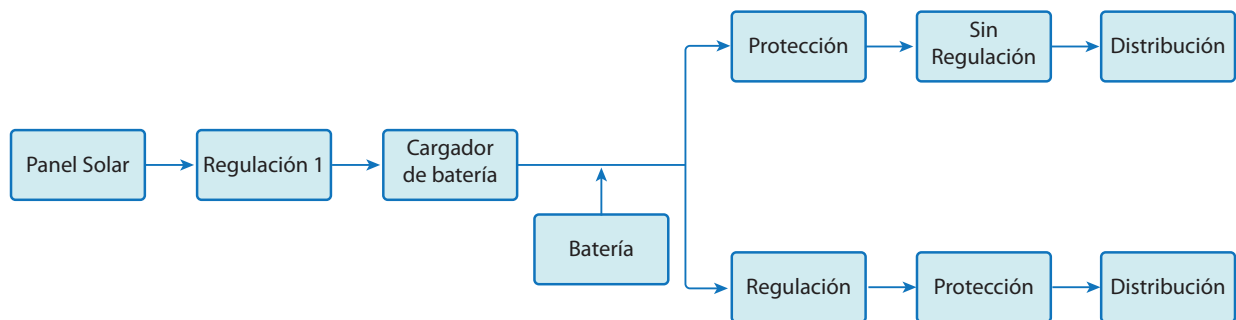 Protección
Sin
Regulación
Distribución
Panel Solar
Regulación 1
Cargador
de batería
Batería
Regulación
Protección
Distribución